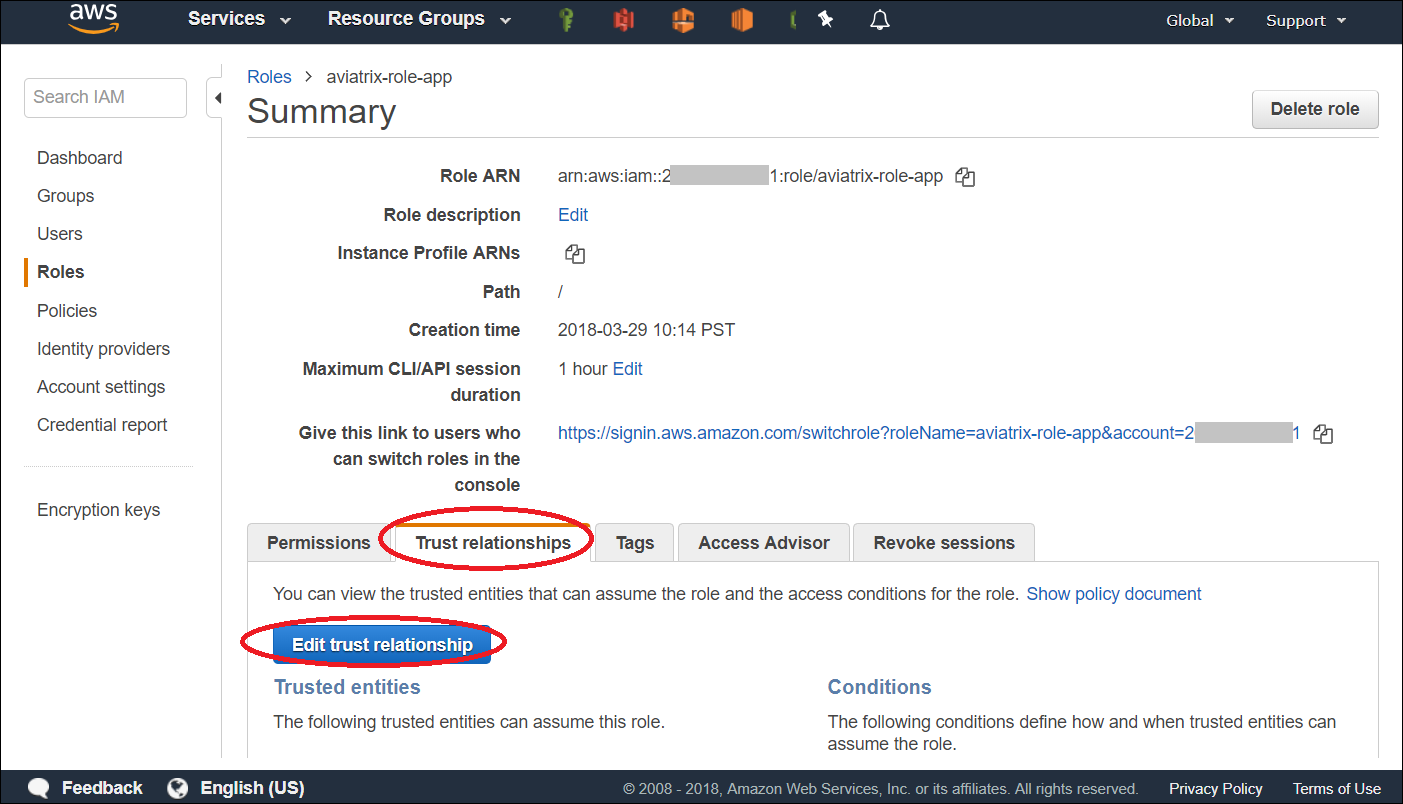 aws Services Resource Groups Global Support
Search IAM
Dashboard
Groups
Users
Roles
Policies
Identity providers
Account settings
Credential report
Encryption keys
Roles > aviatrix-role-app
Summary
Delete role
Role ARN arn:aws:iam::2 1:role/aviatrix-role-app
Role description Edit
Instance Profile ARNs
Path /
Creation time 2018-03-29 10:14 PST
Maximum CLI/API session 1 hour Edit
duration
Give this link to users who https://signin.aws.amazon.com/switchrole?roleName=aviatrix-role-app&account=2 1
can switch roles in the
console
Permissions Trust relationships Tags Access Advisor Revoke sessions
You can view the trusted entities that can assume the role and the access conditions for the role. Show policy document
Edit trust relationship
Trusted entities
The following trusted entities can assume this role.
Conditions
The following conditions define how and when trusted entities can
assume the role.
Feedback English (US) © 2008 - 2018, Amazon Web Services, Inc. or its affiliates. All rights reserved. Privacy Policy Terms of Use